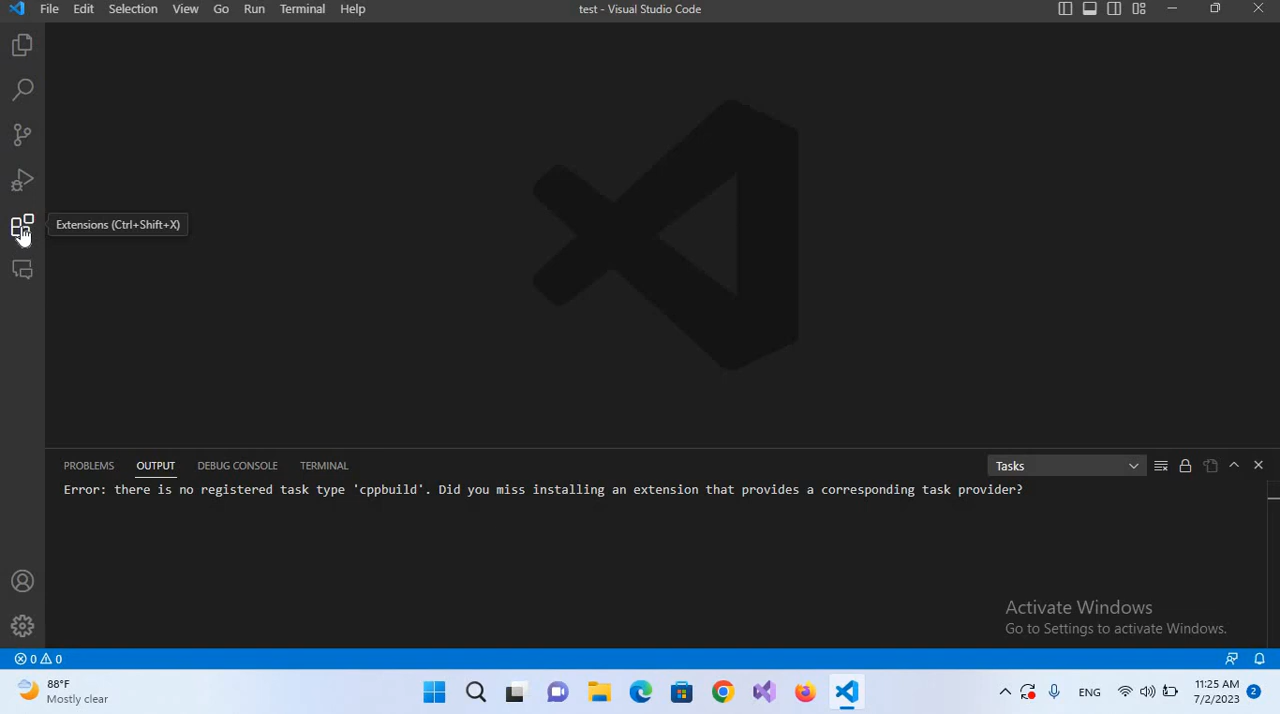 File Edit Selection View Go Run Terminal Help
test - Visual Studio Code
Extensions (Ctrl+Shift+X)
PROBLEMS OUTPUT DEBUG CONSOLE TERMINAL
Tasks
Error: there is no registered task type 'cppbuild'. Did you miss installing an extension that provides a corresponding task provider?
Activate Windows
Go to Settings to activate Windows.
0 0
88°F
Mostly clear
ENG
11:25 AM
7/2/2023
2